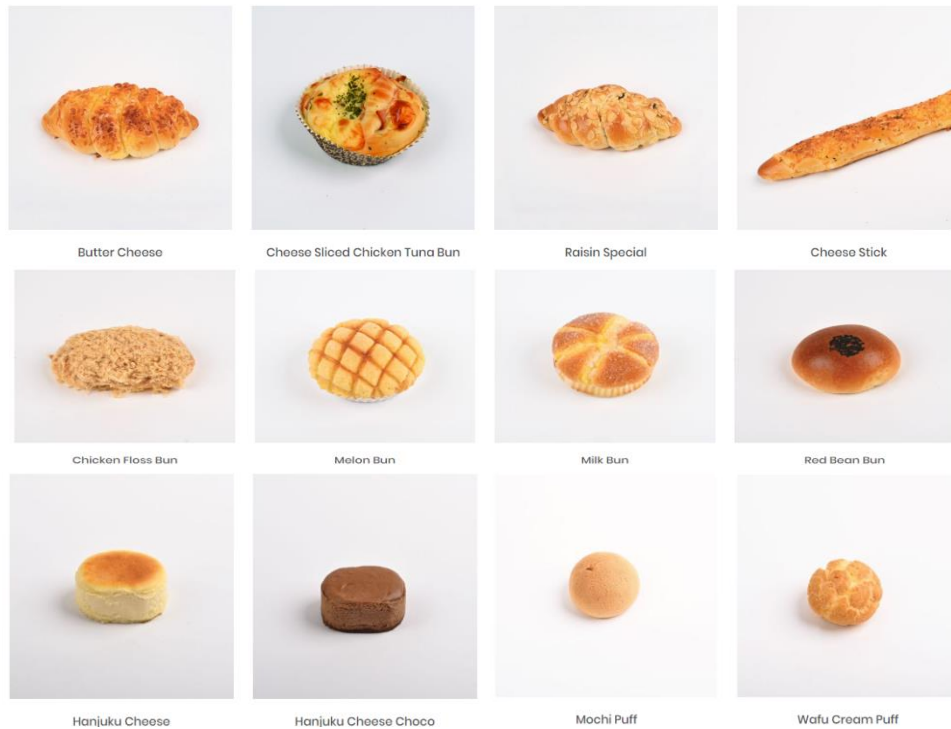 Butter Cheese
Cheese Sliced Chicken Tuna Bun
Raisin Special
Cheese Stick
Chicken Floss Bun
Melon Bun
Milk Bun
Red Bean Bun
Hanjuku Cheese
Hanjuku Cheese Choco
Mochi Puff
Wafu Cream Puff